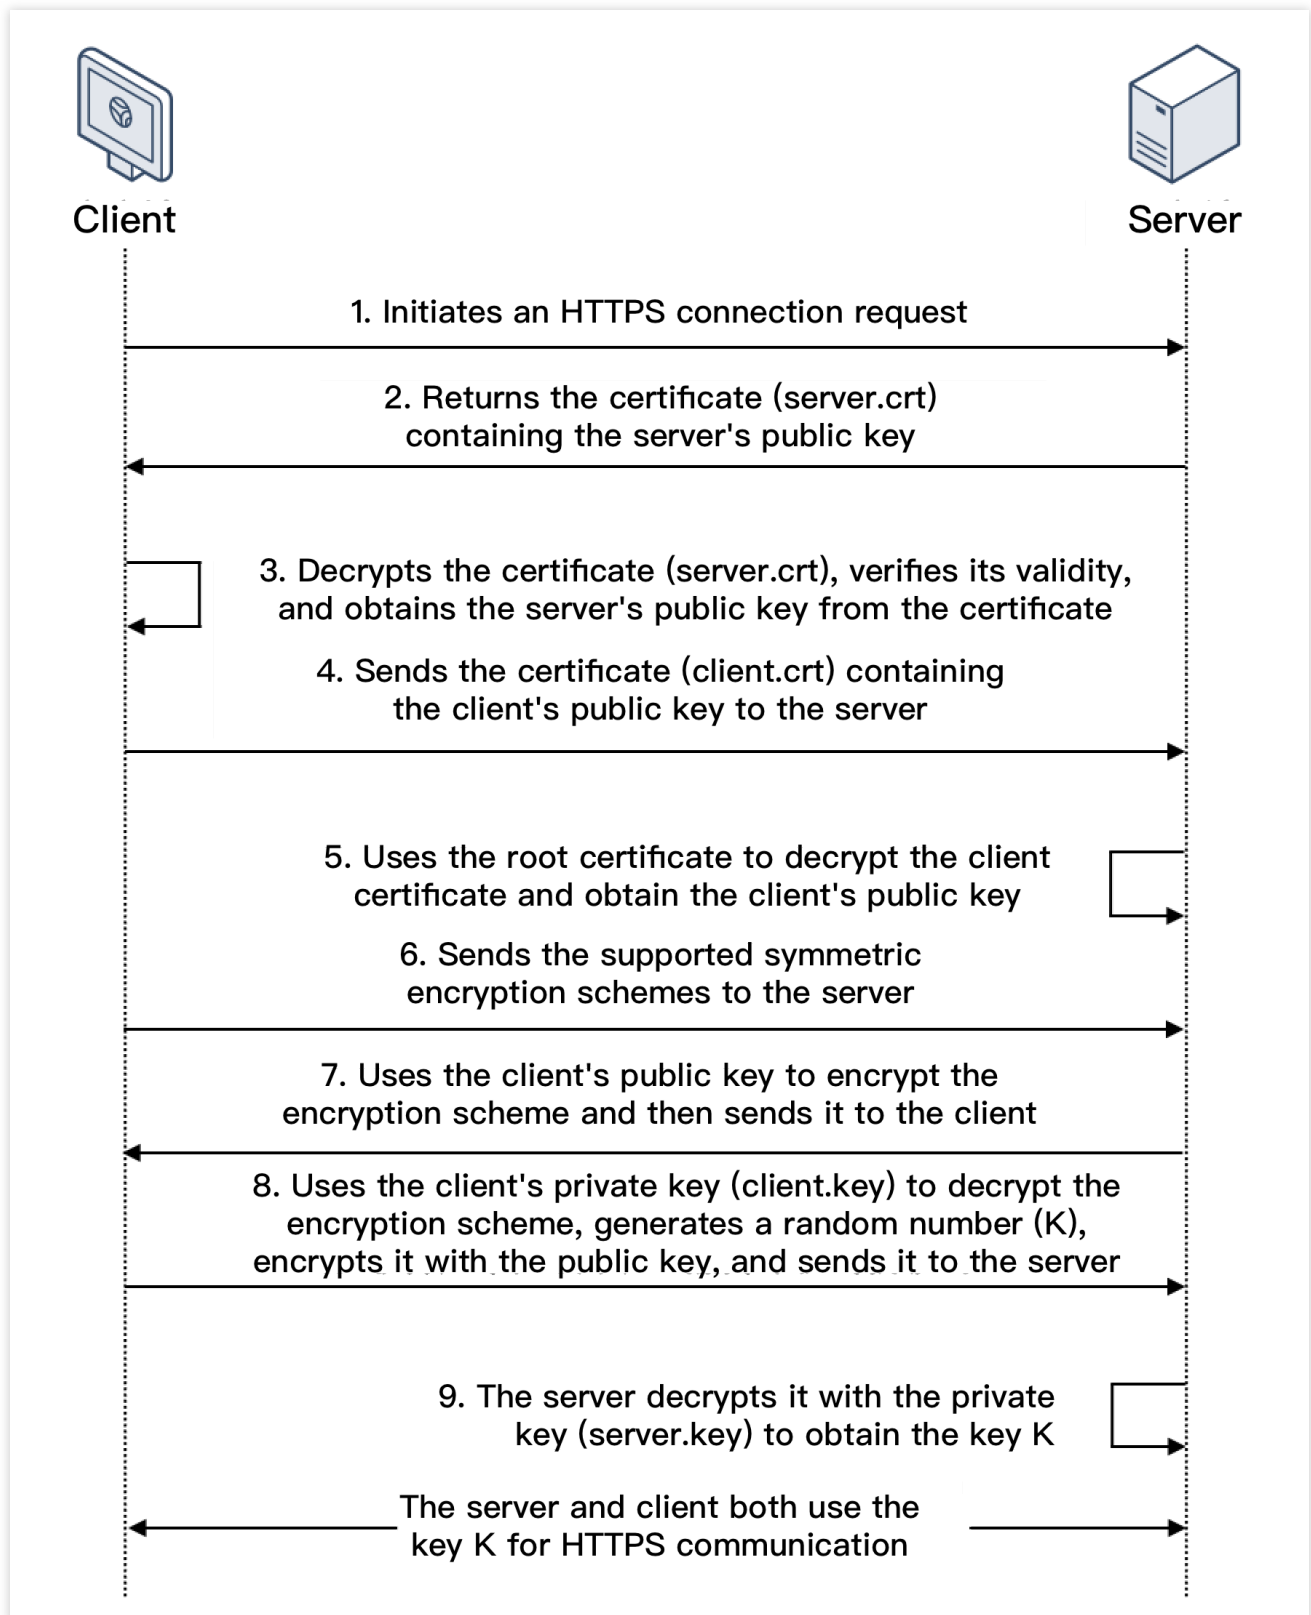 Client
Server
1. Initiates an HTTPS connection request
2. Returns the certificate (server.crt)
containing the server's public key
3. Decrypts the certificate (server.crt), verifies its validity,
and obtains the server's public key from the certificate
4. Sends the certificate (client.crt) containing
the client's public key to the server
5. Uses the root certificate to decrypt the client
certificate and obtain the client's public key
6. Sends the supported symmetric
encryption schemes to the server
7. Uses the client's public key to encrypt the
encryption scheme and then sends it to the client
8. Uses the client's private key (client.key) to decrypt the
encryption scheme, generates a random number (K),
encrypts it with the public key, and sends it to the server
9. The server decrypts it with the private
key (server.key) to obtain the key K
The server and client both use the
key K for HTTPS communication